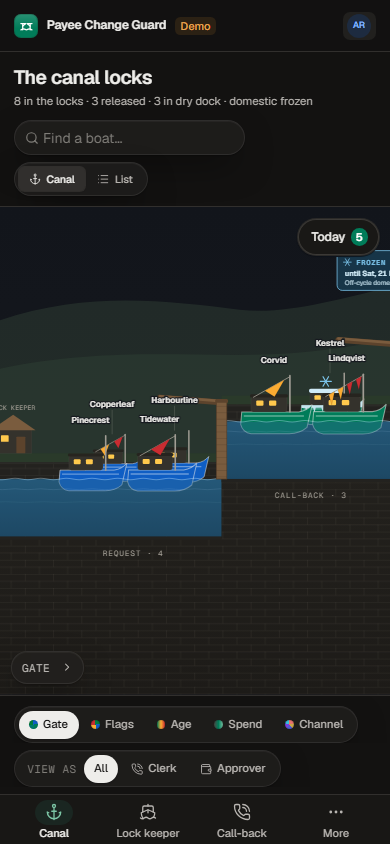 Payee Change Guard Demo AR
The canal locks
8 in the locks · 3 released · 3 in dry dock · domestic frozen
Find a boat…
Canal List
Today 5
FROZEN
until Sat, 21
Off-cycle
Kestrel
Corvid Lindqvist
CK KEEPER
Copperleaf Harbourline
Pinecrest Tidewater
CALL-BACK · 3
REQUEST · 4
GATE
Gate Flags Age Spend Channel
VIEW AS All Clerk Approver
Canal Lock keeper Call-back More